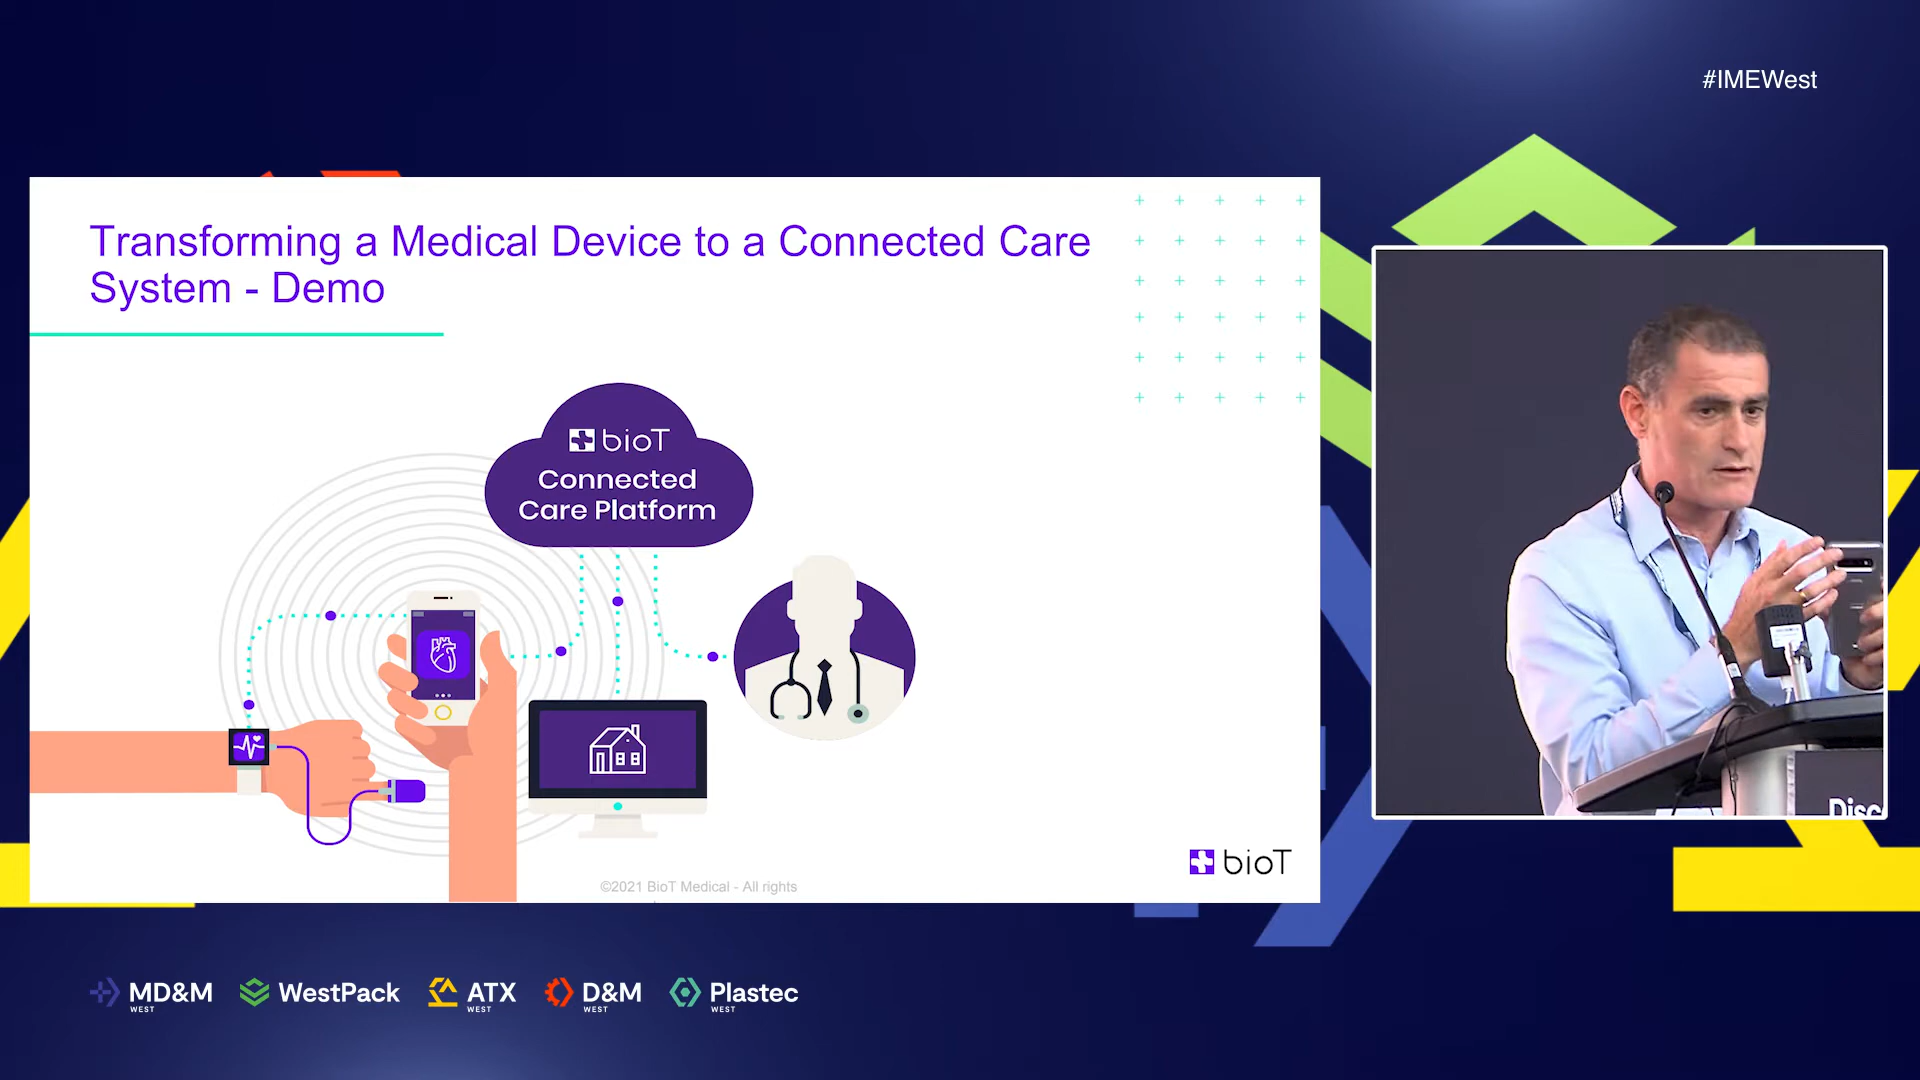 #IMEWest
Transforming a Medical Device to a Connected Care
System - Demo
bioT
Connected
Care Platform
bioT
©2021 BioT Medical - All rights
Disc
MD&M
WEST
WestPack
ATX
WEST
D&M
WEST
Plastec
WEST